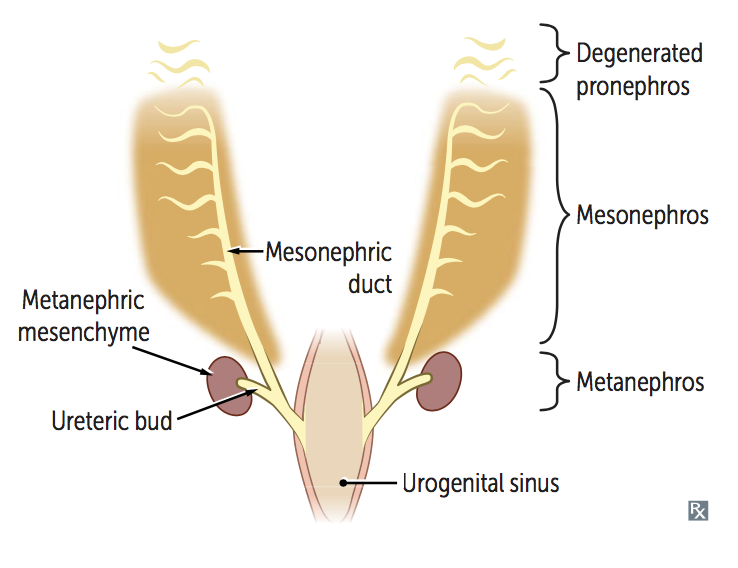 Degenerated
pronephros
Mesonephros
Mesonephric
duct
Metanephric
mesenchyme
Metanephros
Ureteric bud
Urogenital sinus
Rx